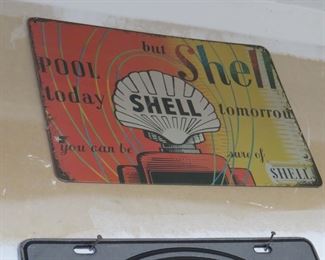 but Shell
POOL
today SHELL tomorrow
you can be sure of
SHELL